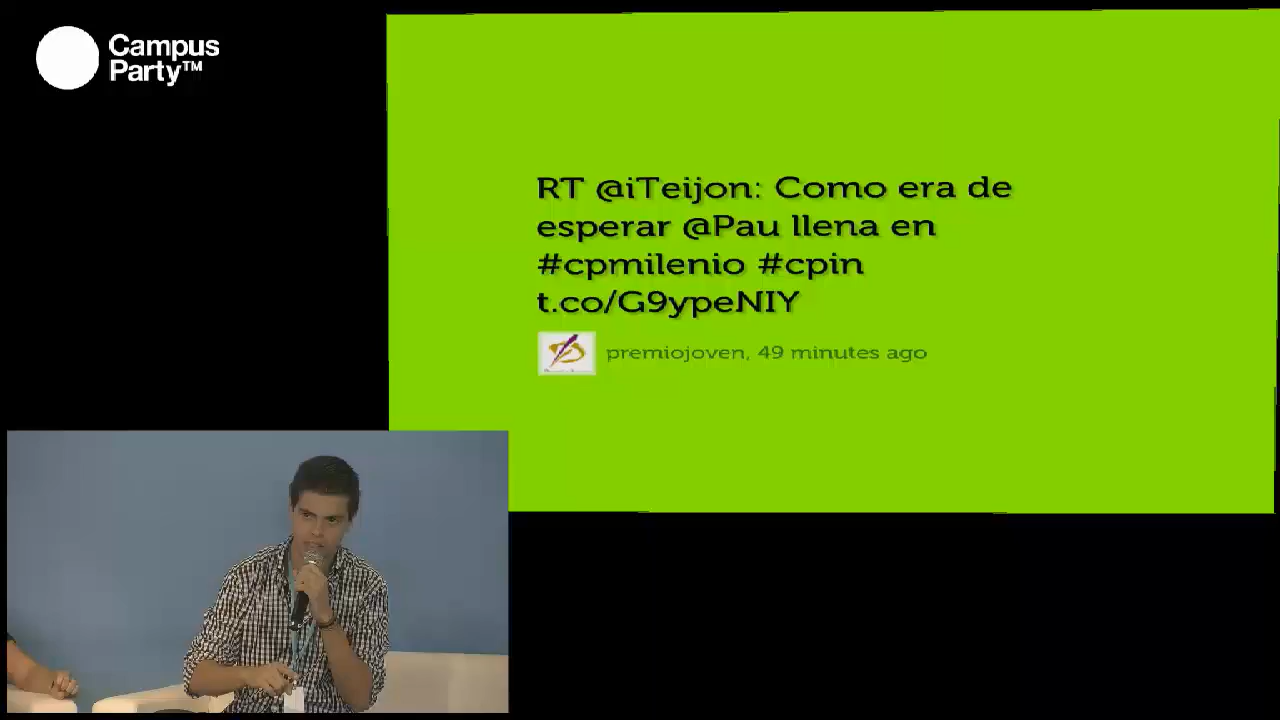 Campus
Party™
RT @iTeijon: Como era de
esperar @Pau llena en
#cpmilenio #cpin
t.co/G9ypeNIY
premiojoven, 49 minutes ago